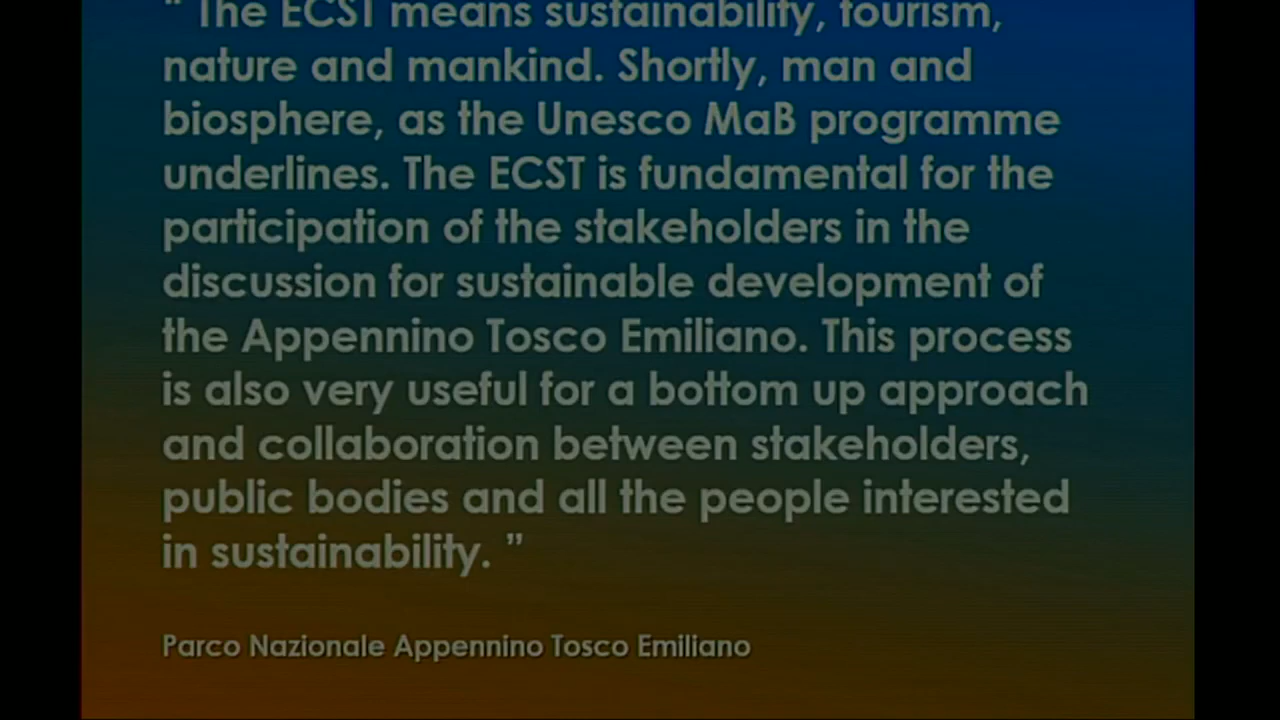 " The ECST means sustainability, tourism,
nature and mankind. Shortly, man and
biosphere, as the Unesco MaB programme
underlines. The ECST is fundamental for the
participation of the stakeholders in the
discussion for sustainable development of
the Appennino Tosco Emiliano. This process
is also very useful for a bottom up approach
and collaboration between stakeholders,
public bodies and all the people interested
in sustainability. "
Parco Nazionale Appennino Tosco Emiliano